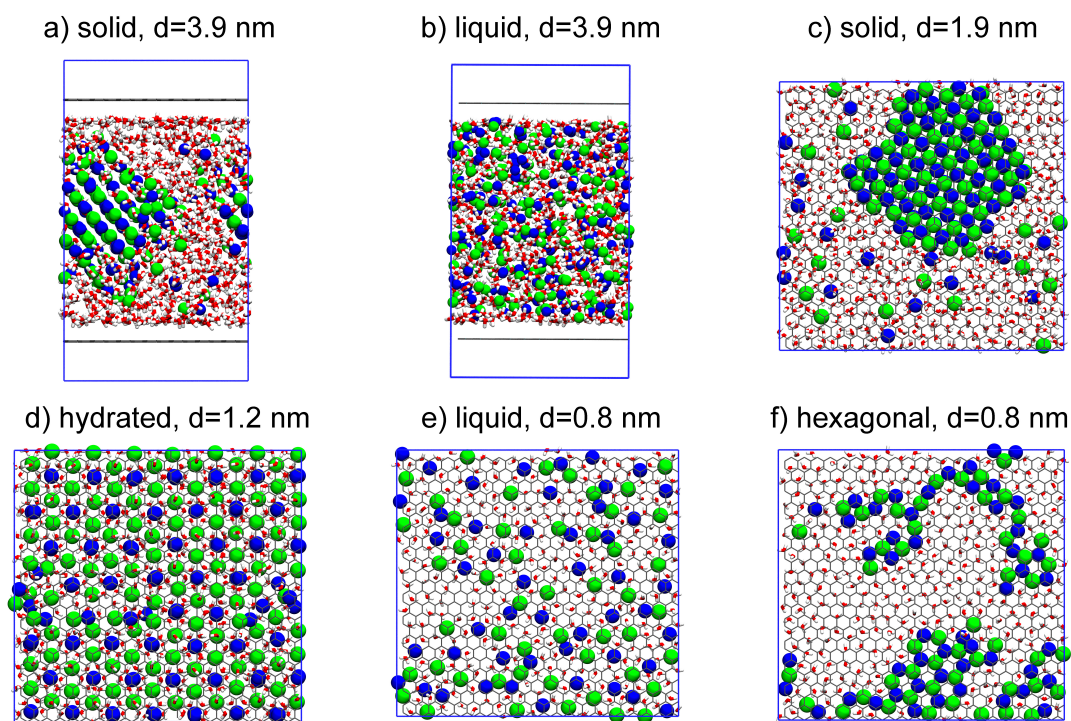 a) solid, d=3.9 nm
b) liquid, d=3.9 nm
c) solid, d=1.9 nm
d) hydrated, d=1.2 nm
e) liquid, d=0.8 nm
f) hexagonal, d=0.8 nm